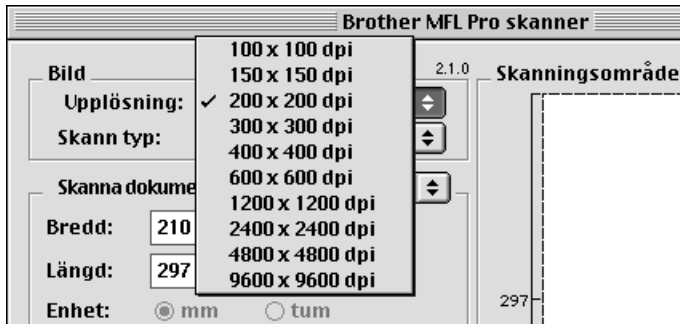 Brother MFL Pro skanner
100 x 100 dpi
Bild
150 x 150 dpi
2.1.0
Skanningsområde
Upplösning:
✓ 200 x 200 dpi
300 x 300 dpi
Skann typ:
400 x 400 dpi
600 x 600 dpi
Skanna dokume
1200 x 1200 dpi
Bredd:
210
2400 x 2400 dpi
4800 x 4800 dpi
Längd:
297
9600 x 9600 dpi
297
Enhet:
mm
tum